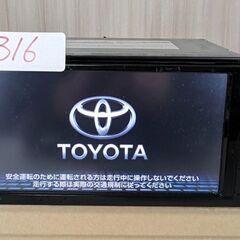 316
TOYOTA
安全運転のために運転される方は走行中に操作しないでください
走行する際は実際の交通規制に従ってください